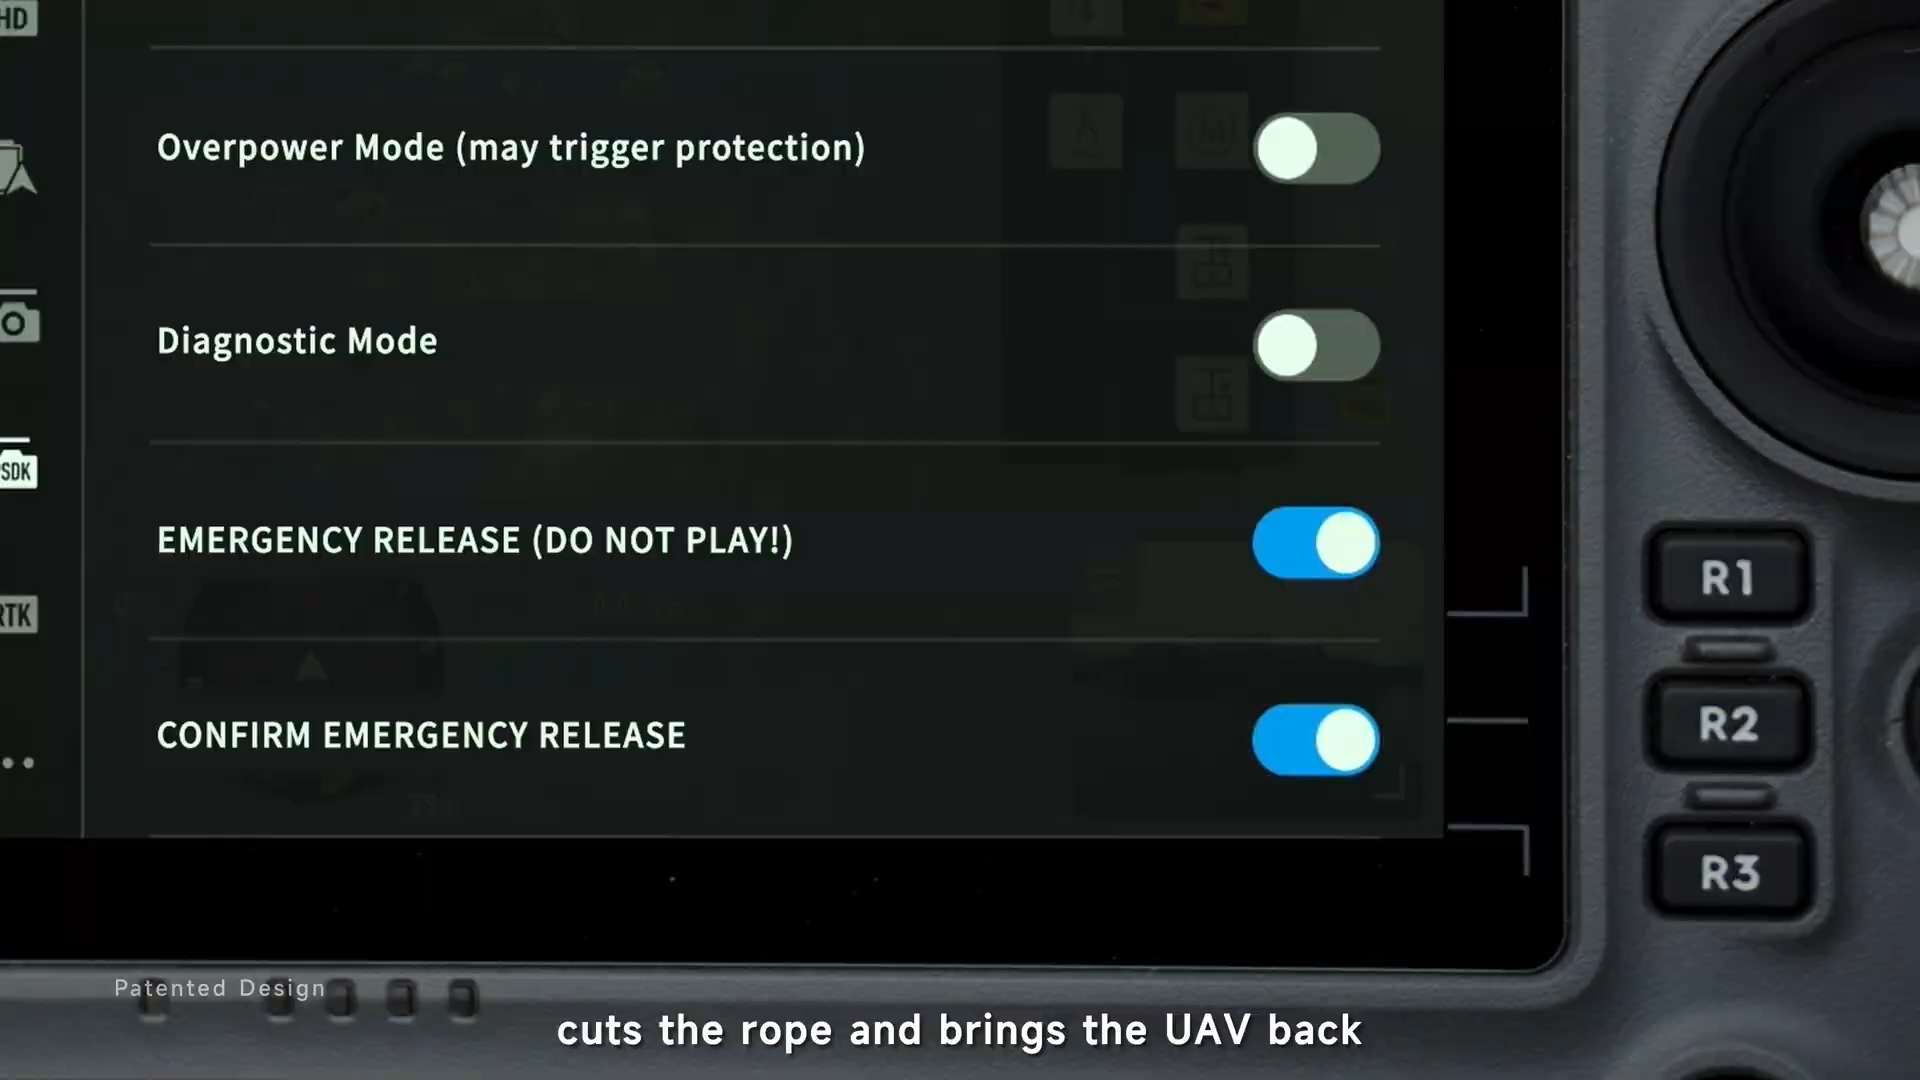 HD
Overpower Mode (may trigger protection)
Diagnostic Mode
SDK
EMERGENCY RELEASE (DO NOT PLAY!)
RTK
CONFIRM EMERGENCY RELEASE
R1
R2
R3
Patented Design
cuts the rope and brings the UAV back